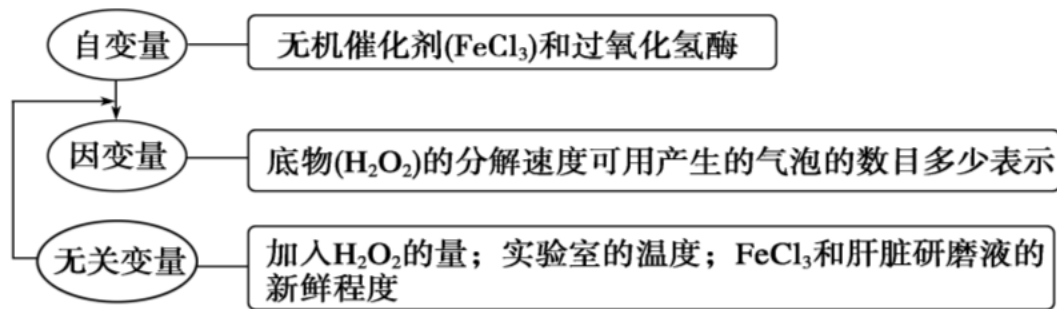 自变量
无机催化剂(FeCl₃)和过氧化氢酶
因变量
底物(H₂O₂)的分解速度可用产生的气泡的数目多少表示
无关变量
加入H₂O₂的量；实验室的温度；FeCl₃和肝脏研磨液的
新鲜程度